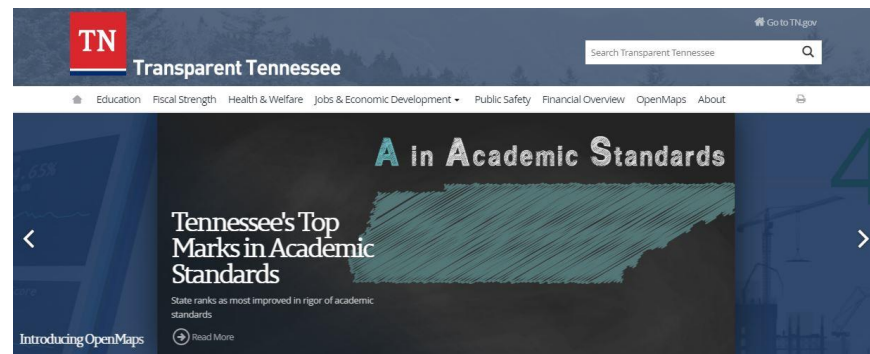 Go to TN.gov
TN
Transparent Tennessee
Search Transparent Tennessee
Education Fiscal Strength Health & Welfare Jobs & Economic Development Public Safety Financial Overview OpenMaps About
A in Academic Standards
Tennessee's Top
Marks in Academic
Standards
State ranks as most improved in rigor of academic
standards
Read More
Introducing OpenMaps